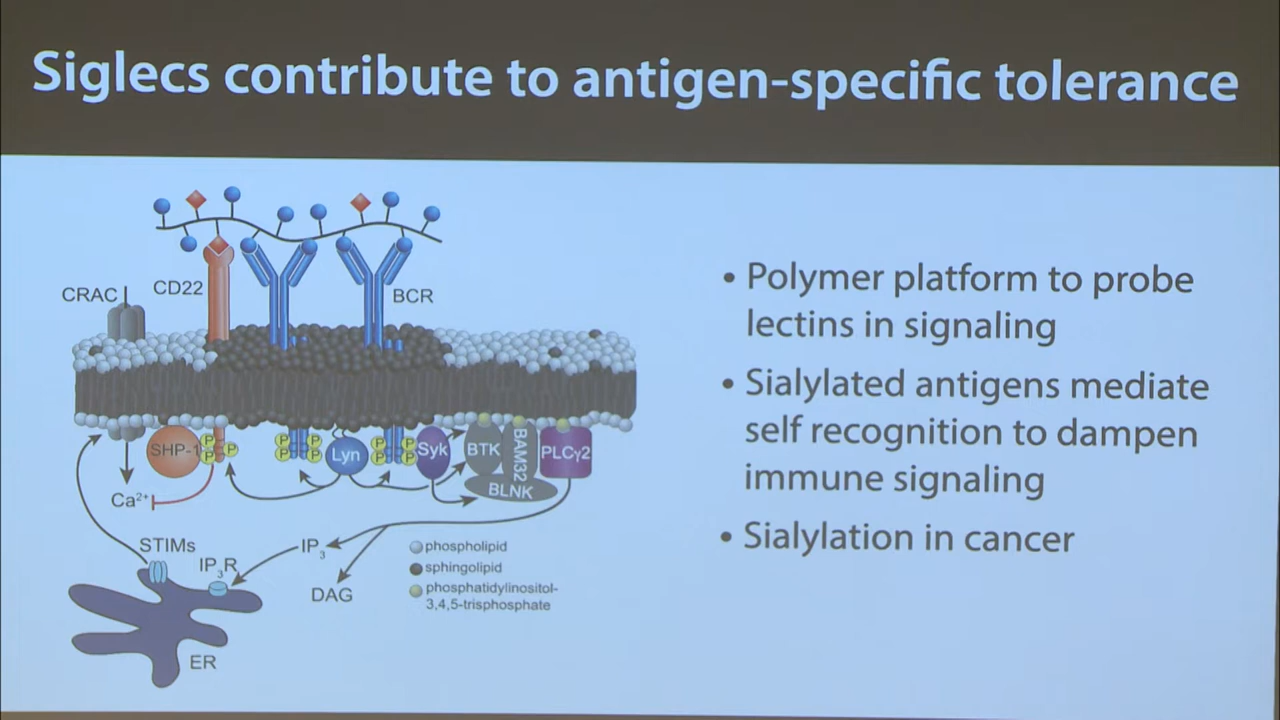 Siglecs contribute to antigen-specific tolerance
CRAC
CD22
BCR
SHP-1
P
P
P
P
P
P
P
P
P
P
P
P
Lyn
Syk
BTK
BAM32
PLCγ2
BLNK
Ca²⁺
STIMs
IP₃R
IP₃
DAG
ER
phospholipid
sphingolipid
phosphatidylinositol-
3,4,5-trisphosphate
• Polymer platform to probe
lectins in signaling
• Sialylated antigens mediate
self recognition to dampen
immune signaling
• Sialylation in cancer